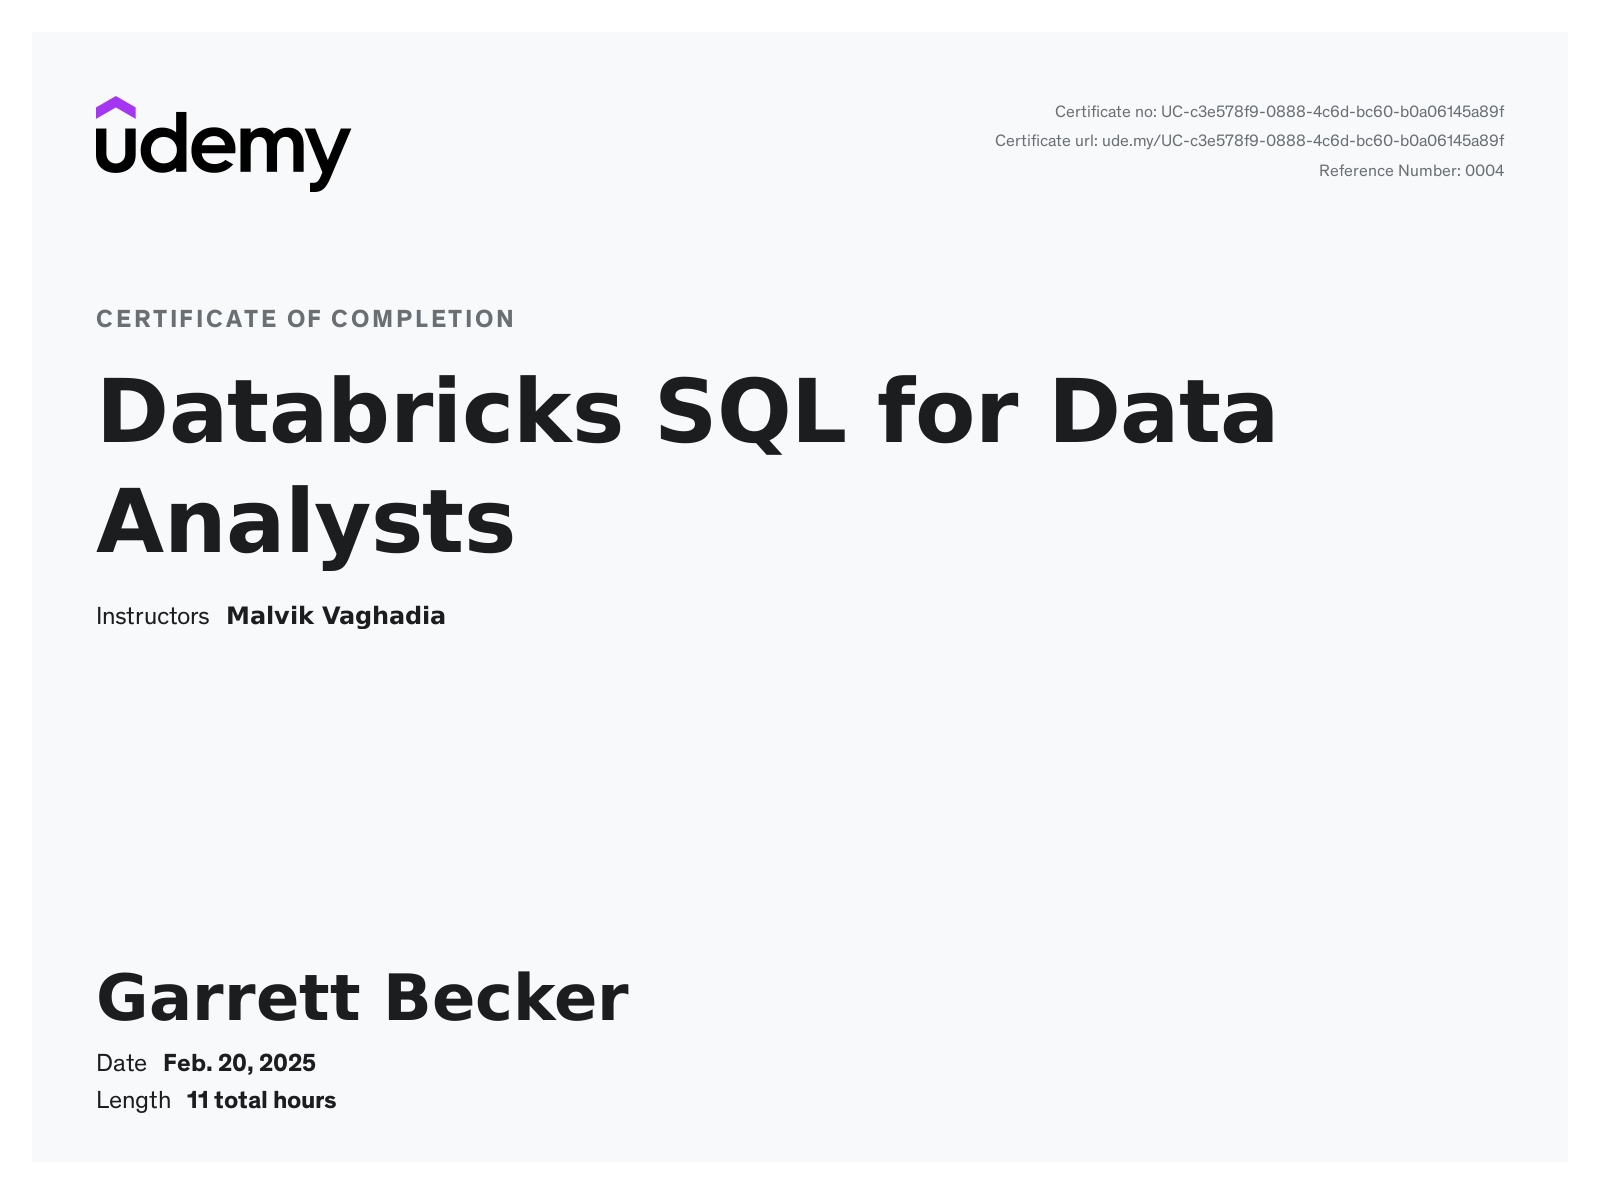 udemy
Certificate no: UC-c3e578f9-0888-4c6d-bc60-b0a06145a89f
Certificate url: ude.my/UC-c3e578f9-0888-4c6d-bc60-b0a06145a89f
Reference Number: 0004
CERTIFICATE OF COMPLETION
Databricks SQL for Data
Analysts
Instructors Malvik Vaghadia
Garrett Becker
Date Feb. 20, 2025
Length 11 total hours